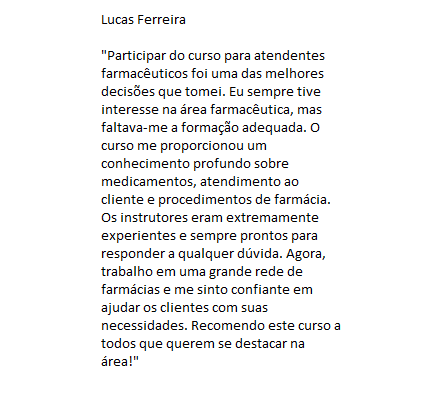 Lucas Ferreira
"Participar do curso para atendentes
farmacêuticos foi uma das melhores
decisões que tomei. Eu sempre tive
interesse na área farmacêutica, mas
faltava-me a formação adequada. O
curso me proporcionou um
conhecimento profundo sobre
medicamentos, atendimento ao
cliente e procedimentos de farmácia.
Os instrutores eram extremamente
experientes e sempre prontos para
responder a qualquer dúvida. Agora,
trabalho em uma grande rede de
farmácias e me sinto confiante em
ajudar os clientes com suas
necessidades. Recomendo este curso a
todos que querem se destacar na
área!"